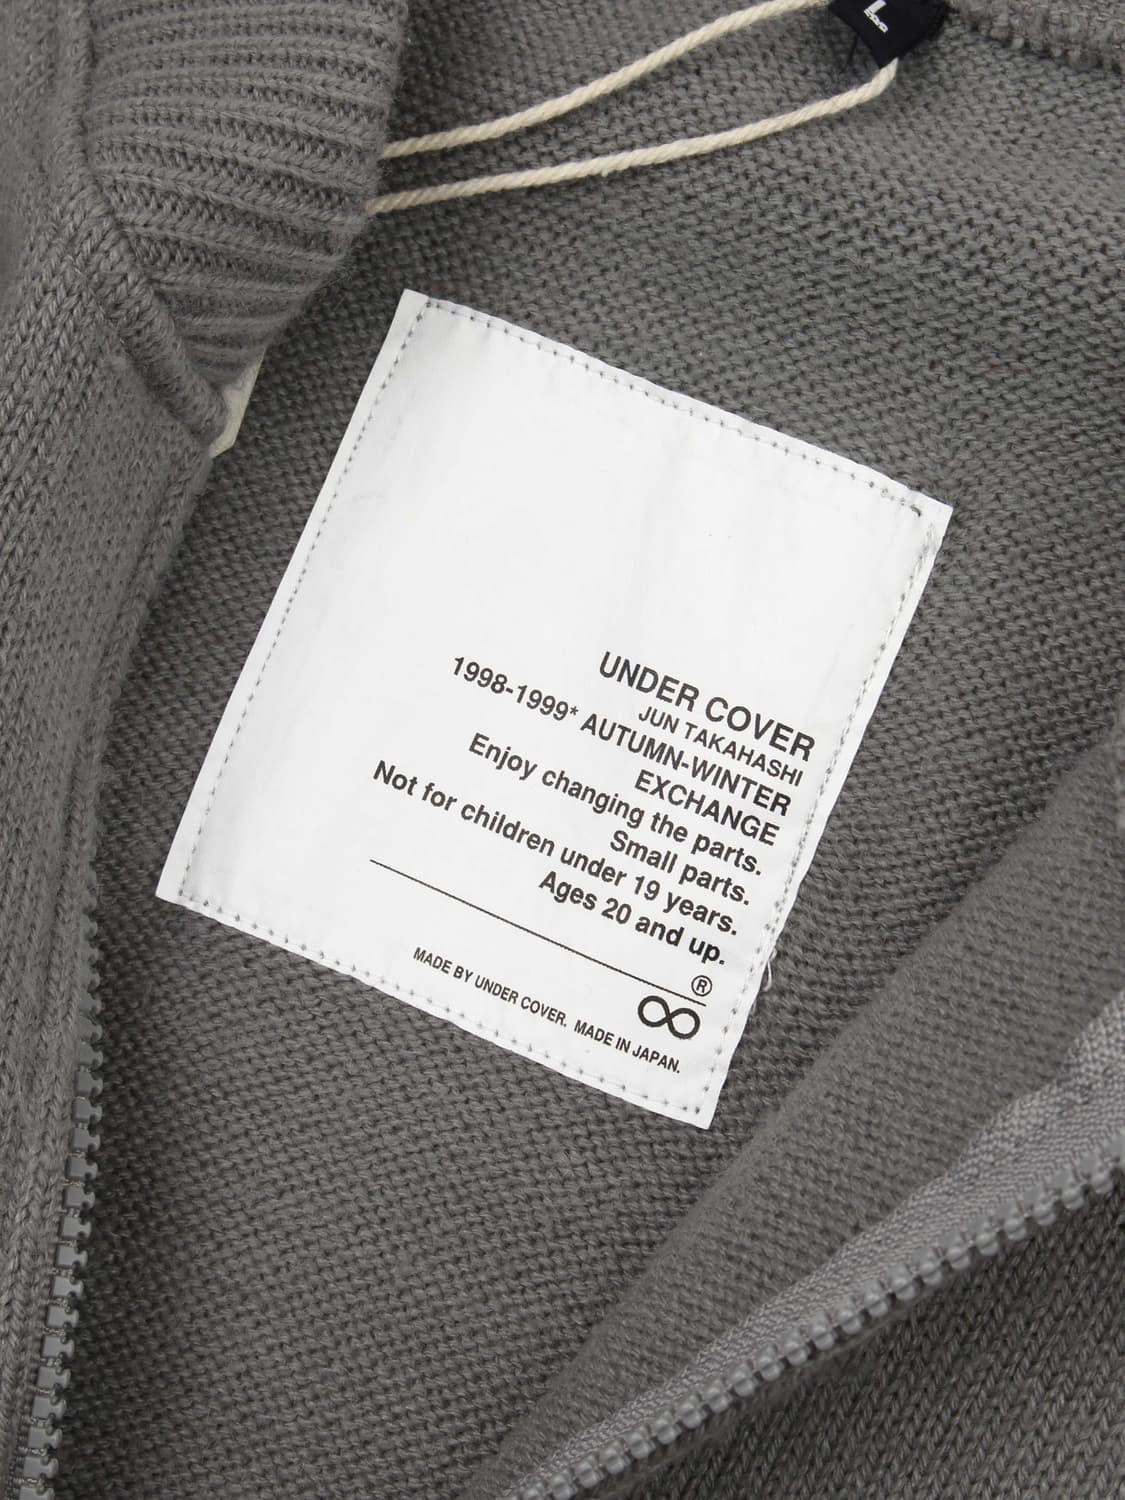 L
UNDER COVER
JUN TAKAHASHI
1998-1999* AUTUMN-WINTER
EXCHANGE
Enjoy changing the parts.
Small parts.
Not for children under 19 years.
Ages 20 and up.
®
∞
MADE BY UNDER COVER. MADE IN JAPAN.